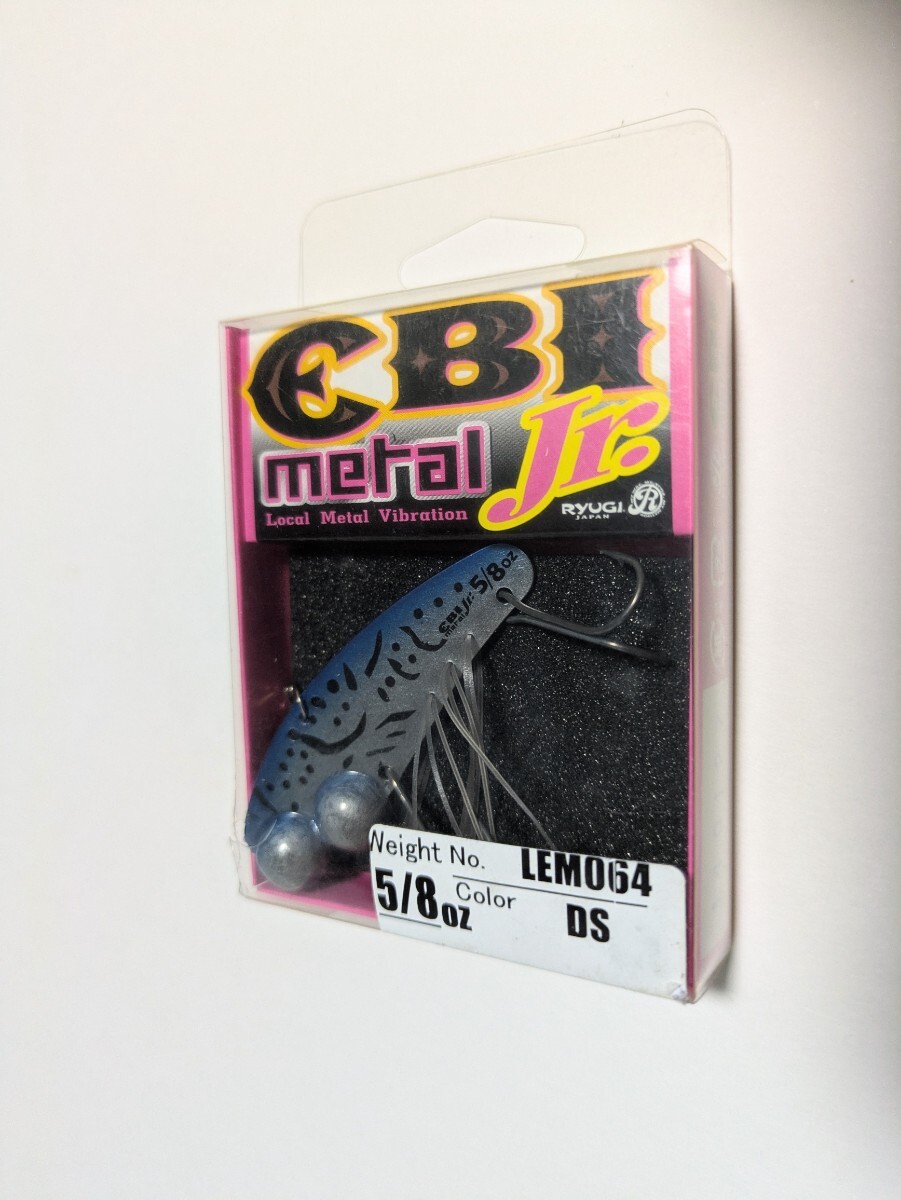 CBI
metal Jr.
Local Metal Vibration
RYUGI
JAPAN
R
5/8oz
CBI Jr.
metal
Weight No. LEM064
5/8oz Color DS